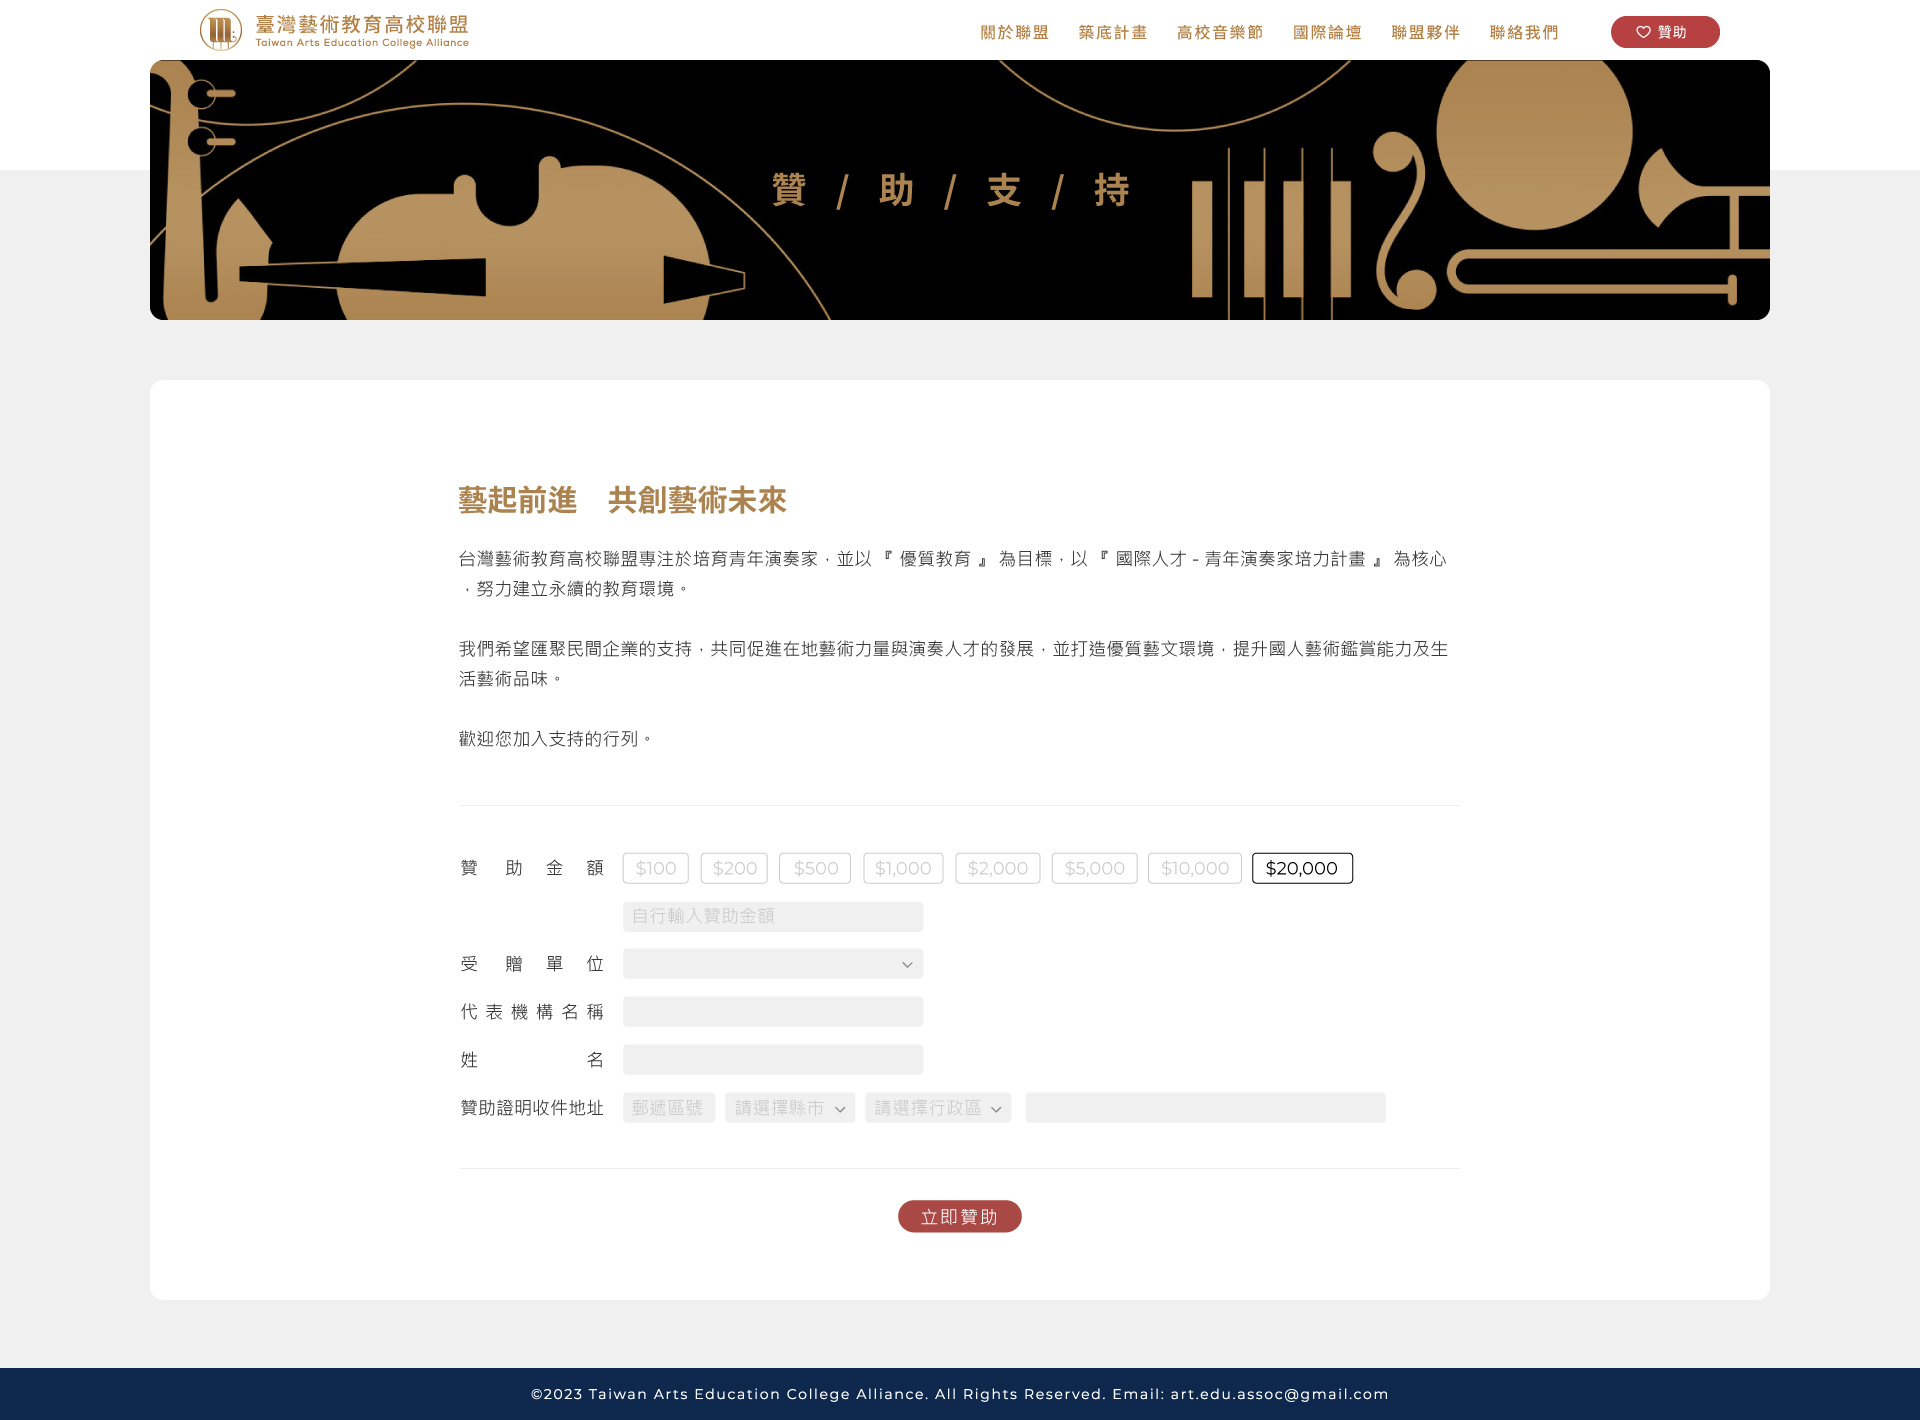 臺灣藝術教育高校聯盟
Taiwan Arts Education College Alliance
關於聯盟 築底計畫 高校音樂節 國際論壇 聯盟夥伴 聯絡我們 贊助
贊 / 助 / 支 / 持
藝起前進　共創藝術未來
台灣藝術教育高校聯盟專注於培育青年演奏家，並以『 優質教育 』為目標，以『 國際人才 - 青年演奏家培力計畫 』為核心
，努力建立永續的教育環境。
我們希望匯聚民間企業的支持，共同促進在地藝術力量與演奏人才的發展，並打造優質藝文環境，提升國人藝術鑑賞能力及生
活藝術品味。
歡迎您加入支持的行列。
贊助金額 $100 $200 $500 $1,000 $2,000 $5,000 $10,000 $20,000
自行輸入贊助金額
受贈單位
代表機構名稱
姓名
贊助證明收件地址 郵遞區號 請選擇縣市 請選擇行政區
立即贊助
©2023 Taiwan Arts Education College Alliance. All Rights Reserved. Email: art.edu.assoc@gmail.com